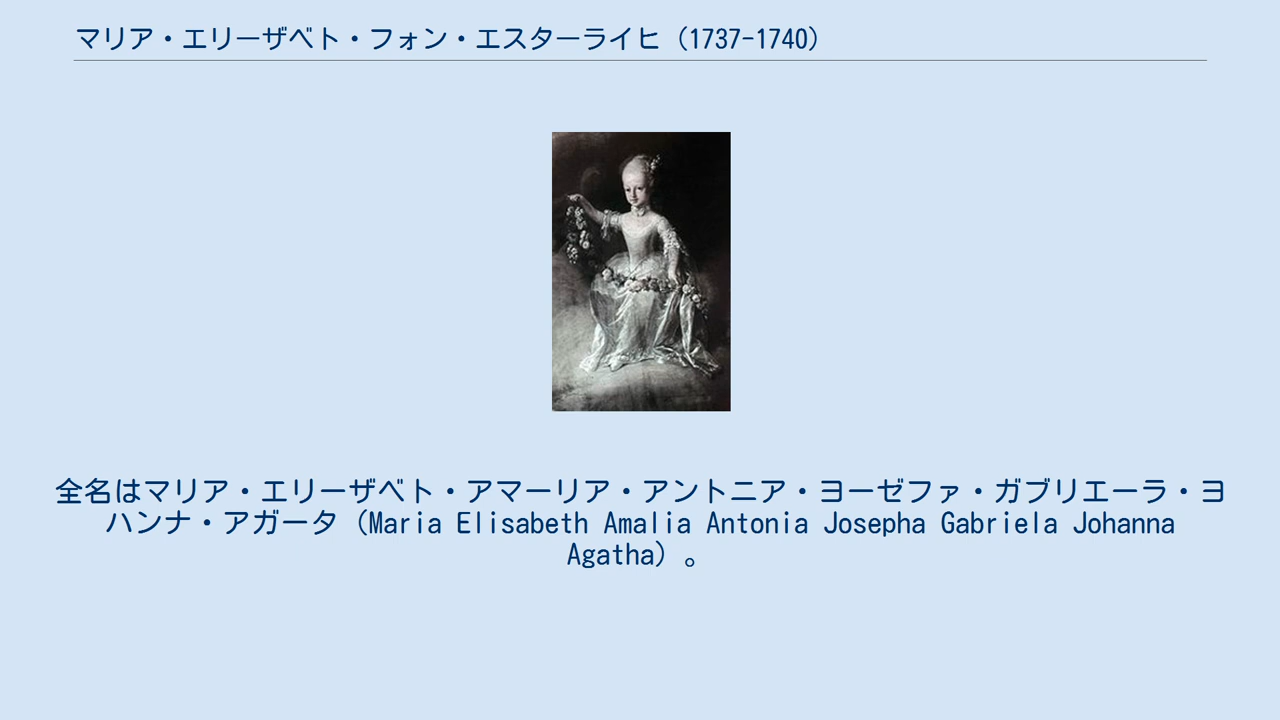 マリア・エリーザベト・フォン・エスターライヒ（1737-1740）
全名はマリア・エリーザベト・アマーリア・アントニア・ヨーゼファ・ガブリエーラ・ヨ
ハンナ・アガータ（Maria Elisabeth Amalia Antonia Josepha Gabriela Johanna
Agatha）。